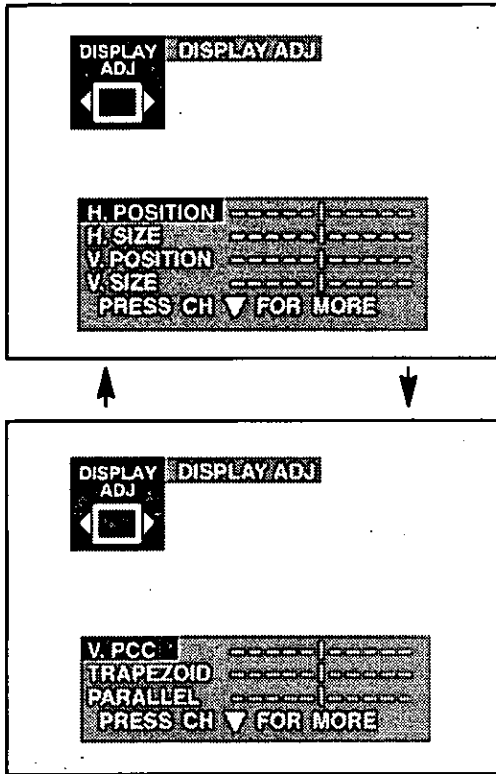 DISPLAY ADJ DISPLAY ADJ
H. POSITION
H. SIZE
V. POSITION
V. SIZE
PRESS CH ▼ FOR MORE
DISPLAY ADJ DISPLAY ADJ
V. PCC
TRAPEZOID
PARALLEL
PRESS CH ▼ FOR MORE